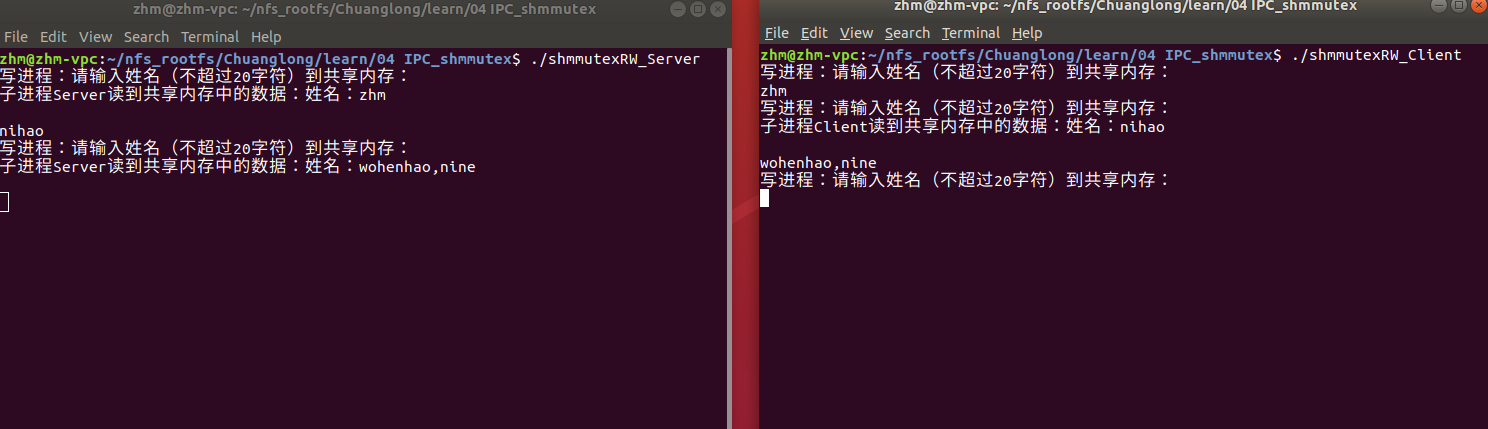 zhm@zhm-vpc: ~/nfs_rootfs/Chuanglong/learn/04 IPC_shmmutex
File Edit View Search Terminal Help
zhm@zhm-vpc:~/nfs_rootfs/Chuanglong/learn/04 IPC_shmmutex$ ./shmmutexRW_Server
写进程：请输入姓名（不超过20字符）到共享内存：
子进程Server读到共享内存中的数据：姓名：zhm
nihao
写进程：请输入姓名（不超过20字符）到共享内存：
子进程Server读到共享内存中的数据：姓名：wohenhao,nine
zhm@zhm-vpc: ~/nfs_rootfs/Chuanglong/learn/04 IPC_shmmutex
File Edit View Search Terminal Help
zhm@zhm-vpc:~/nfs_rootfs/Chuanglong/learn/04 IPC_shmmutex$ ./shmmutexRW_Client
写进程：请输入姓名（不超过20字符）到共享内存：
zhm
写进程：请输入姓名（不超过20字符）到共享内存：
子进程Client读到共享内存中的数据：姓名：nihao
wohenhao,nine
写进程：请输入姓名（不超过20字符）到共享内存：